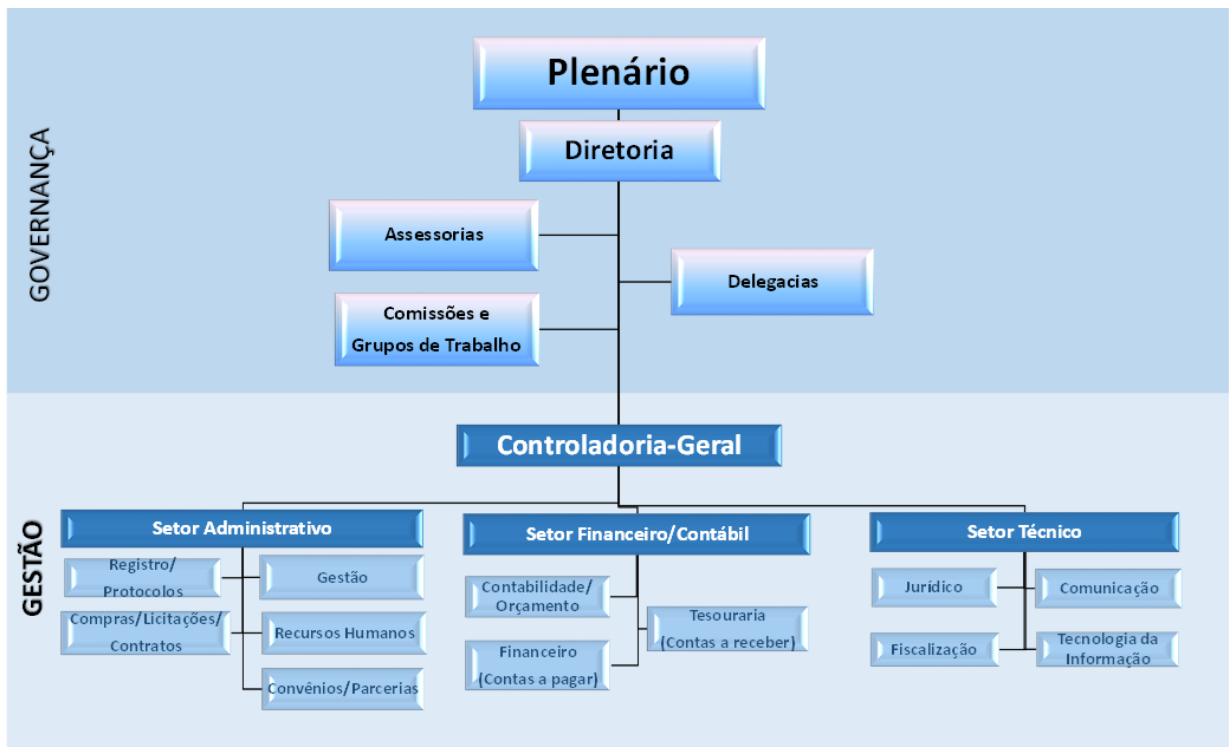 GOVERNANÇA
Plenário
Diretoria
Assessorias
Delegacias
Comissões e
Grupos de Trabalho
GESTÃO
Controladoria-Geral
Setor Administrativo
Registro/
Protocolos
Gestão
Compras/Licitações/
Contratos
Recursos Humanos
Convênios/Parcerias
Setor Financeiro/Contábil
Contabilidade/
Orçamento
Tesouraria
(Contas a receber)
Financeiro
(Contas a pagar)
Setor Técnico
Jurídico
Comunicação
Fiscalização
Tecnologia da
Informação